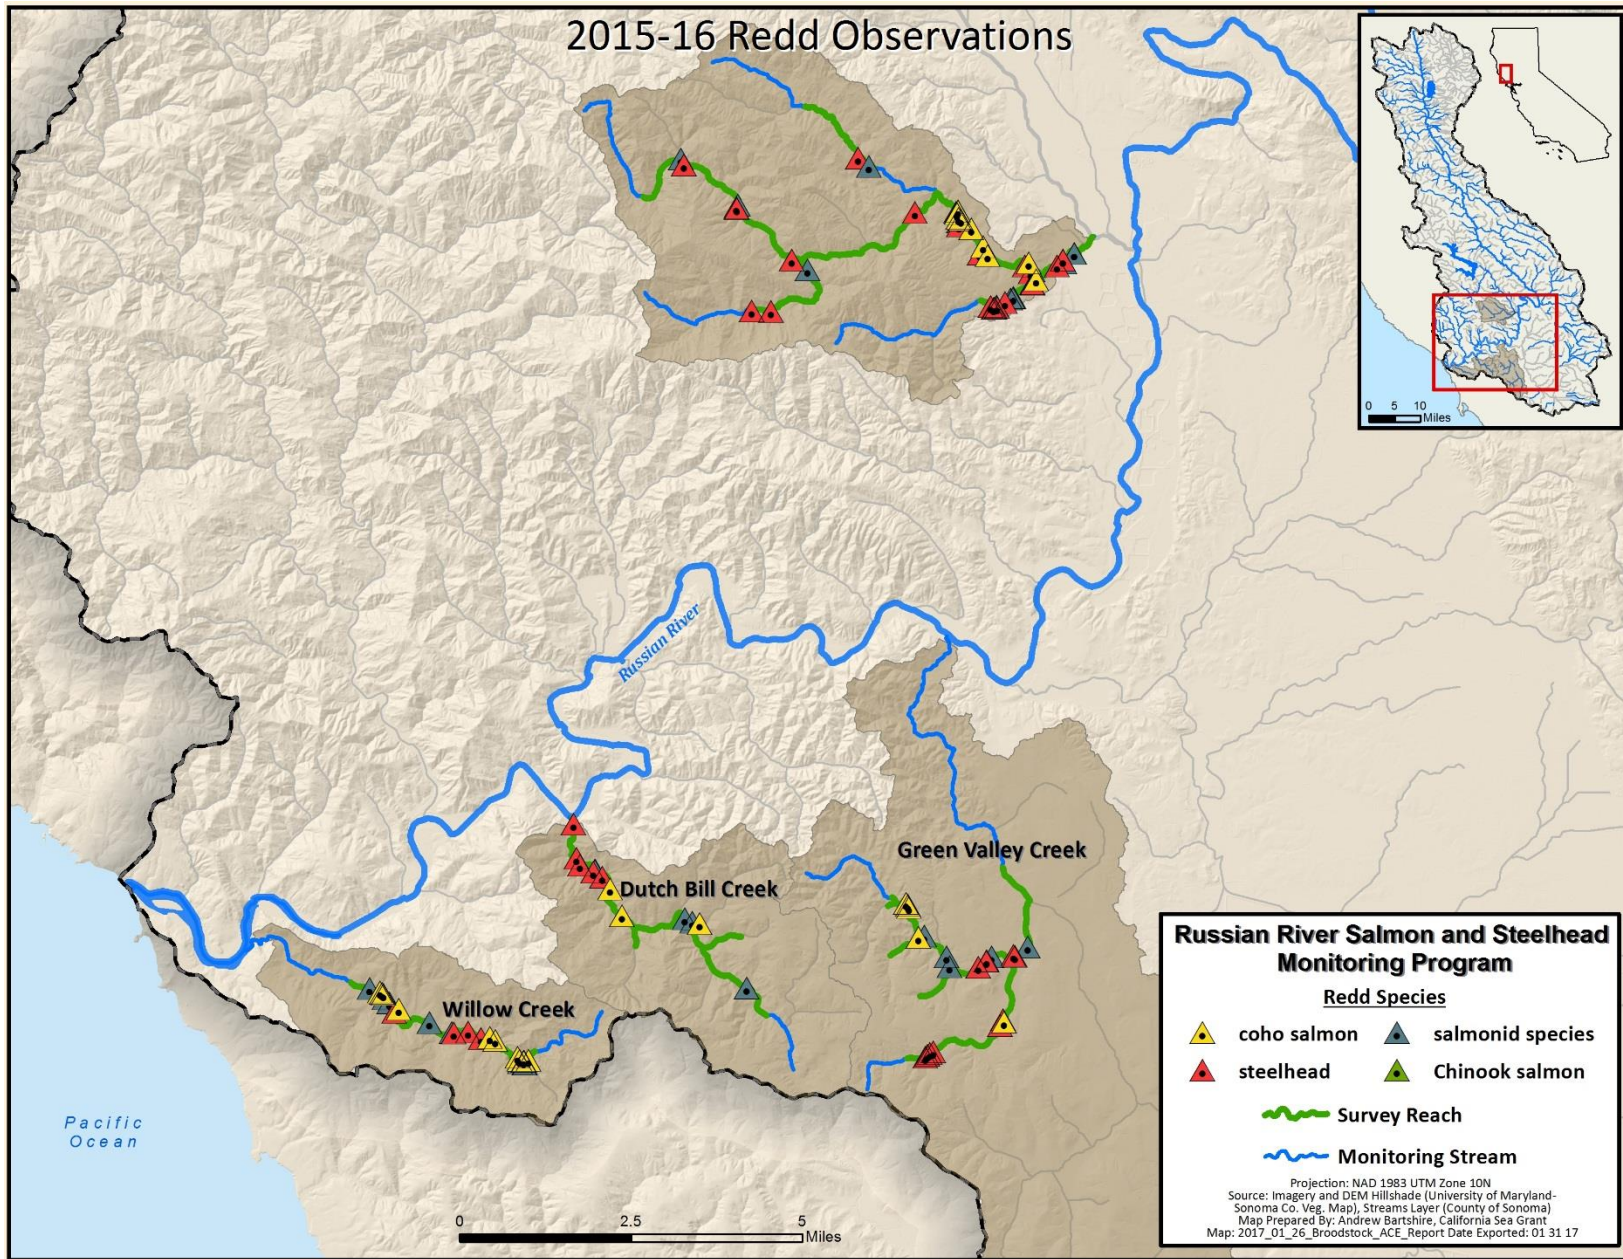 2015-16 Redd Observations
0 5 10
Miles
Russian River
Green Valley Creek
Dutch Bill Creek
Willow Creek
Pacific
Ocean
0 2.5 5
Miles
Russian River Salmon and Steelhead
Monitoring Program
Redd Species
coho salmon
salmonid species
steelhead
Chinook salmon
Survey Reach
Monitoring Stream
Projection: NAD 1983 UTM Zone 10N
Source: Imagery and DEM Hillshade (University of Maryland-
Sonoma Co. Veg. Map), Streams Layer (County of Sonoma)
Map Prepared By: Andrew Bartshire, California Sea Grant
Map: 2017_01_26_Broodstock_ACE_Report Date Exported: 01 31 17